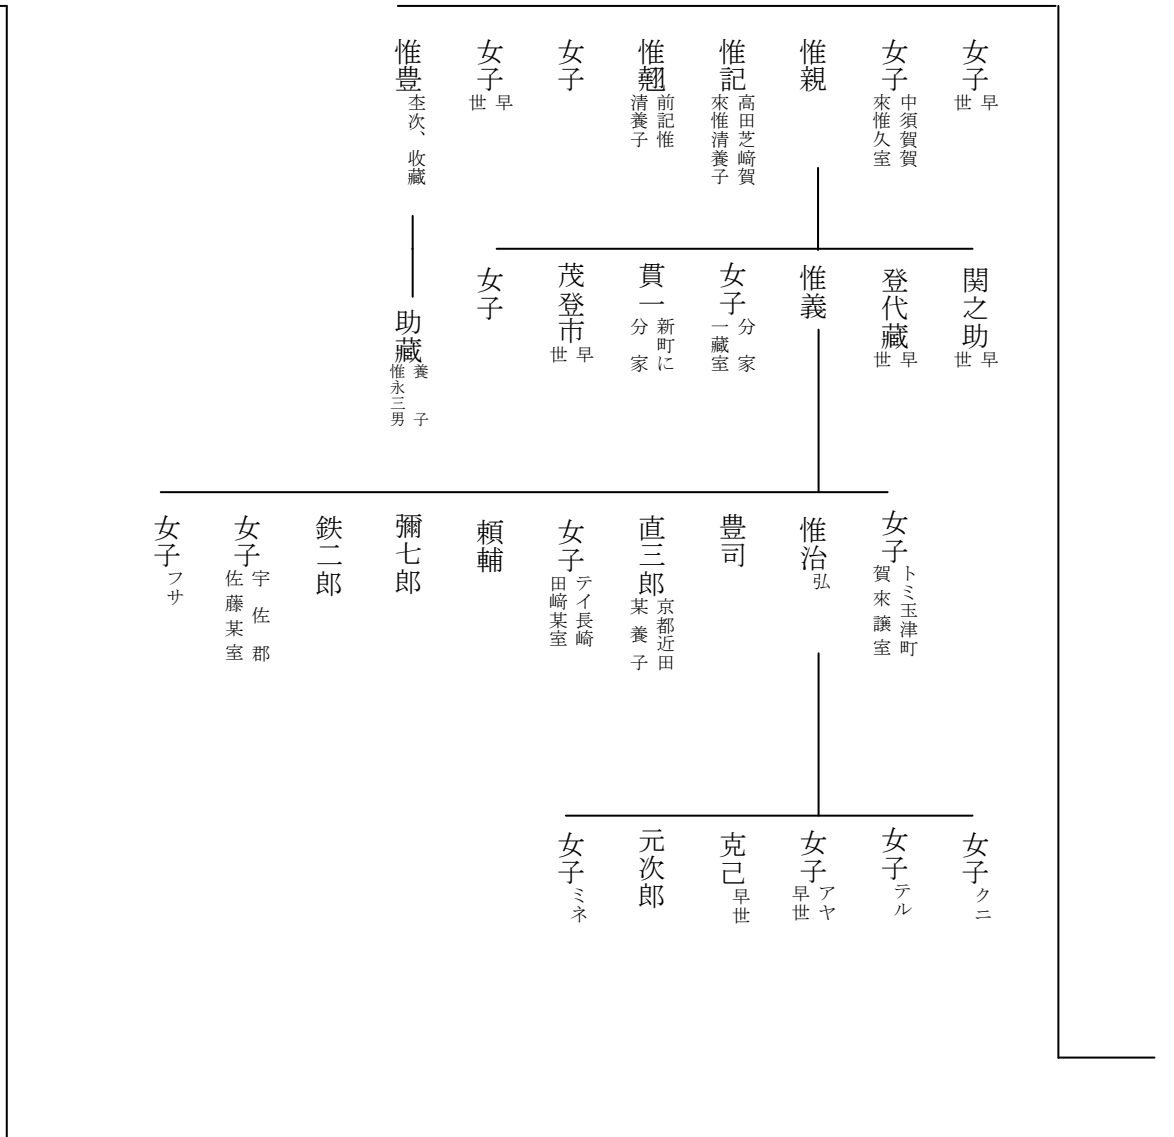 女子 早世
女子 中須賀賀來惟久室
惟親
惟記 高田芝﨑賀來惟清養子
惟翹 前記惟清養子
女子
女子 早世
惟豊 杢次、收藏
関之助 早世
登代藏 早世
惟義
女子 分家一藏室
貫一 新町に分家
茂登市 早世
女子
助藏 養子惟永三男
女子 トミ玉津町賀來譲室
惟治 弘
豊司
直三郎 京都近田某養子
女子 テイ長崎田﨑某室
頼輔
彌七郎
鉄二郎
女子 宇佐郡佐藤某室
女子 フサ
女子 クニ
女子 テル
女子 アヤ早世
克己 早世
元次郎
女子 ミネ